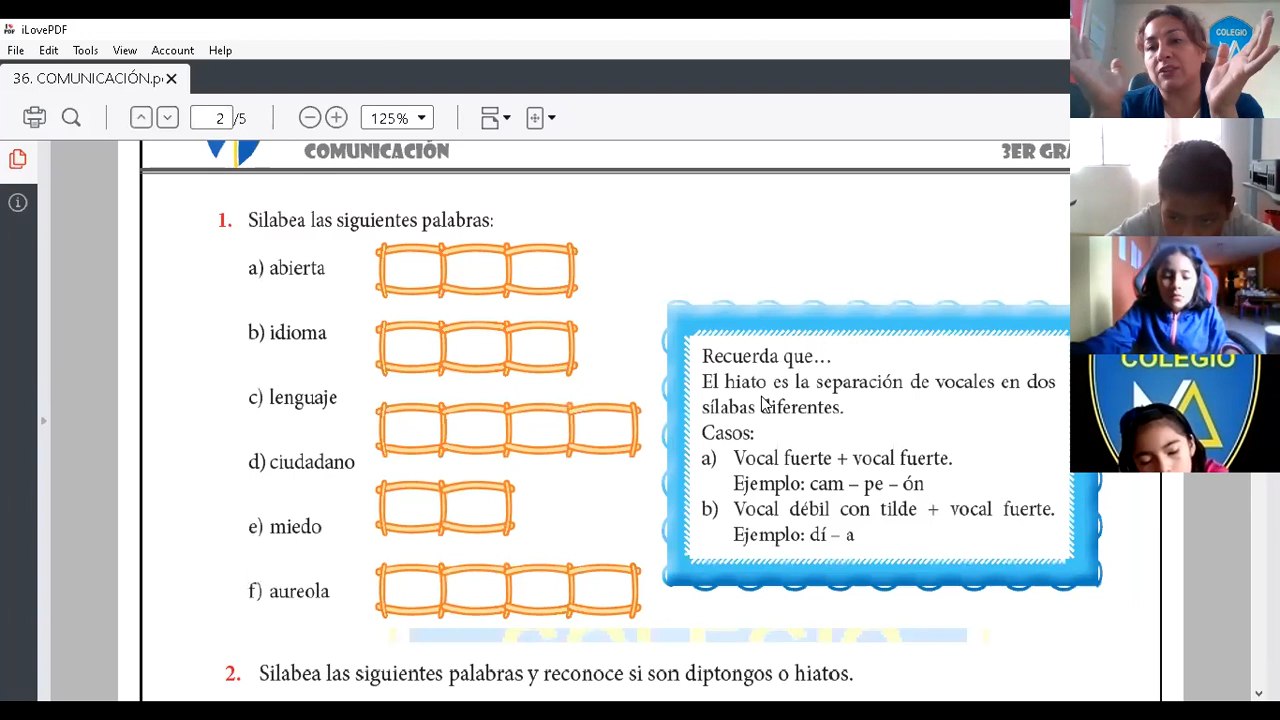 iLovePDF
File Edit Tools View Account Help
36. COMUNICACIÓN.p
2 /5 125%
COMUNICACIÓN 3ER GRA
1. Silabea las siguientes palabras:
a) abierta
b) idioma
c) lenguaje
d) ciudadano
e) miedo
f) aureola
Recuerda que...
El hiato es la separación de vocales en dos
sílabas diferentes.
Casos:
a) Vocal fuerte + vocal fuerte.
Ejemplo: cam – pe – ón
b) Vocal débil con tilde + vocal fuerte.
Ejemplo: dí – a
COLEGIO
2. Silabea las siguientes palabras y reconoce si son diptongos o hiatos.
COLEGIO
COLEGIO